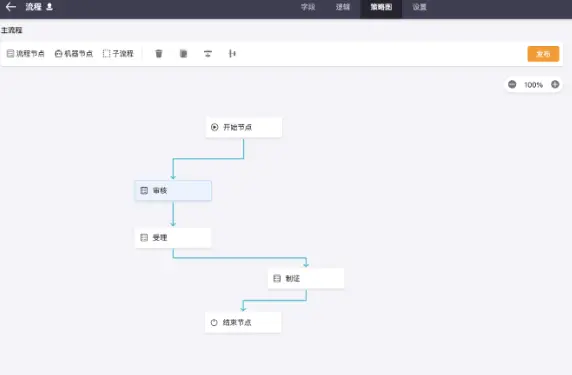 流程 字段 逻辑 策略图 设置
主流程
流程节点 机器节点 子流程 发布
100%
开始节点
审核
受理
制证
结束节点